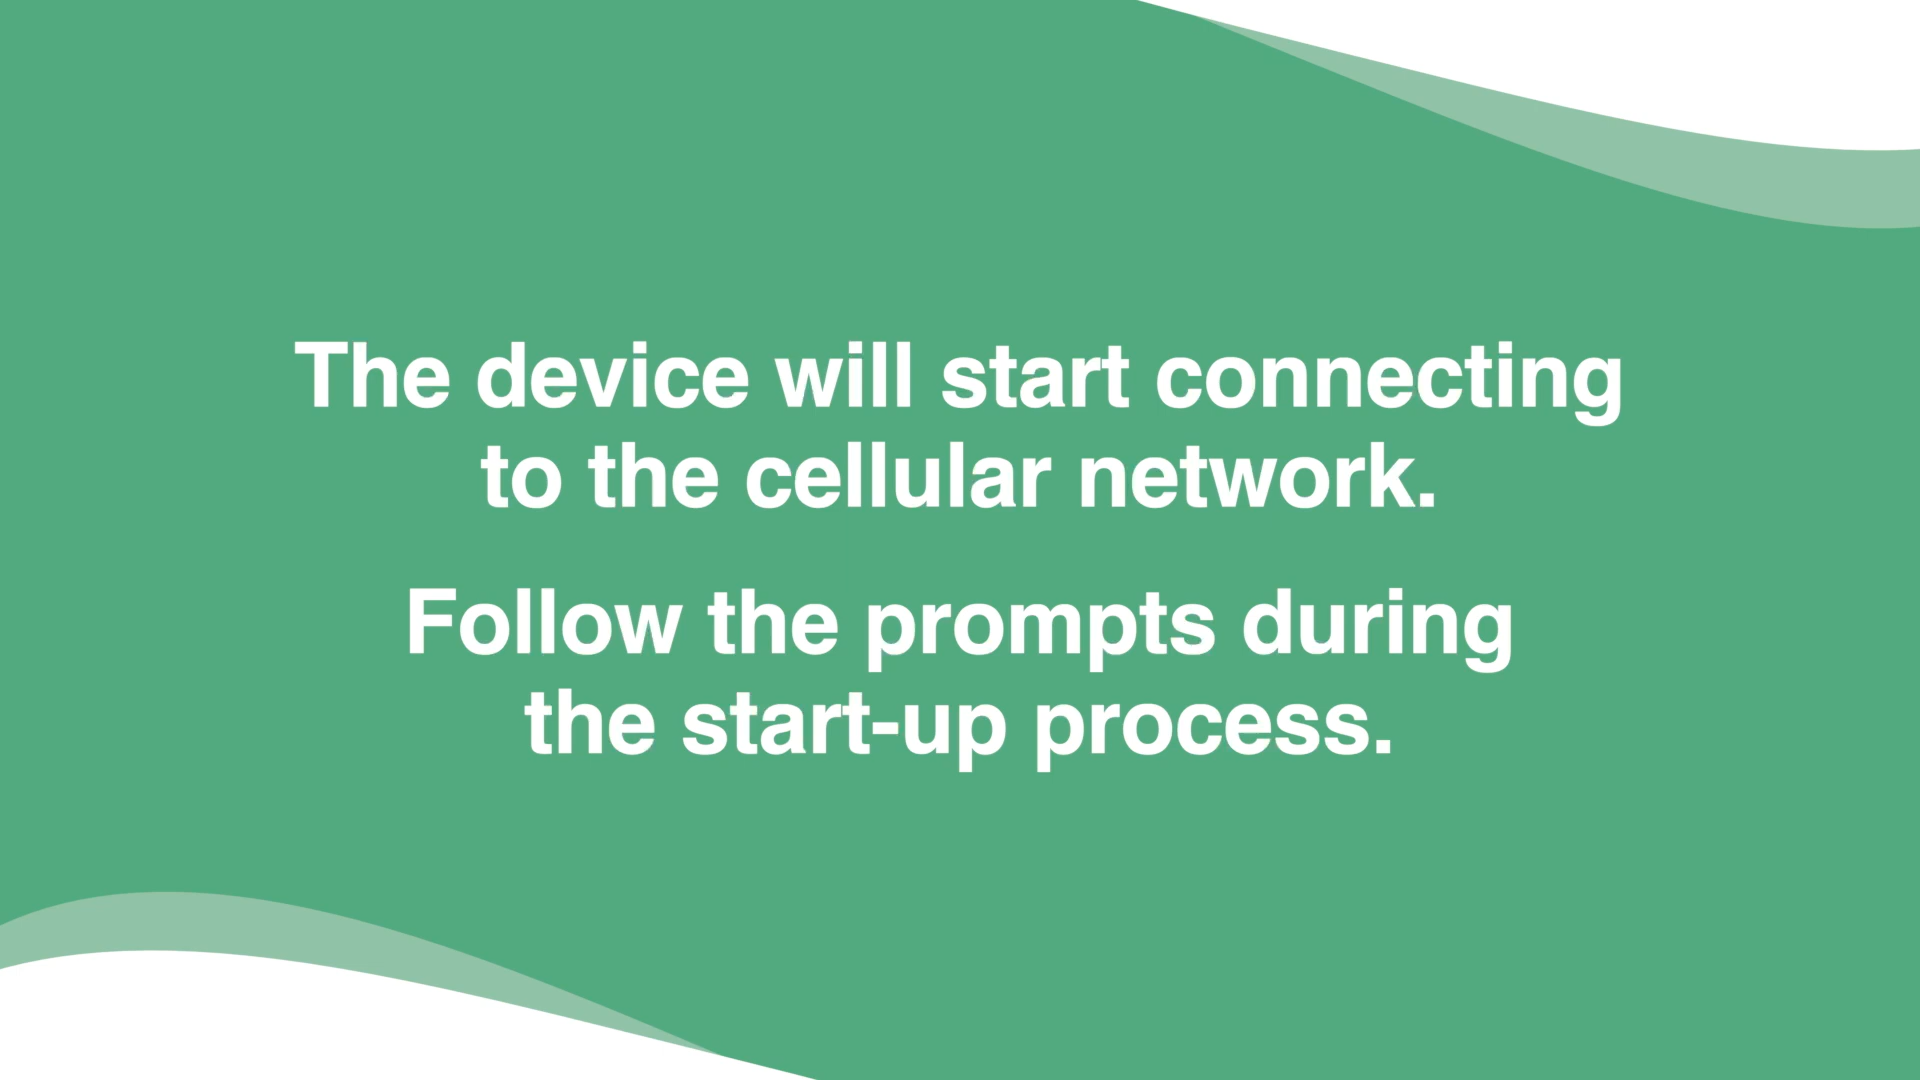 The device will start connecting
to the cellular network.
Follow the prompts during
the start-up process.